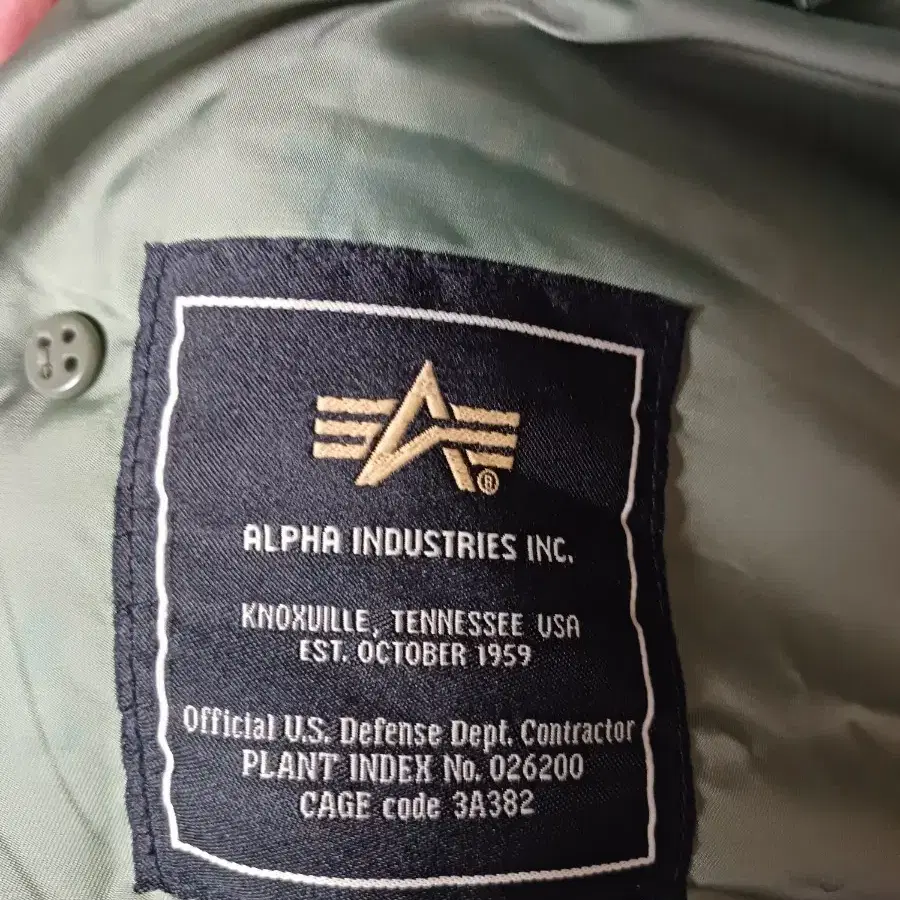 ®
ALPHA INDUSTRIES INC.
KNOXVILLE, TENNESSEE USA
EST. OCTOBER 1959
Official U.S. Defense Dept. Contractor
PLANT INDEX No. 026200
CAGE code 3A382